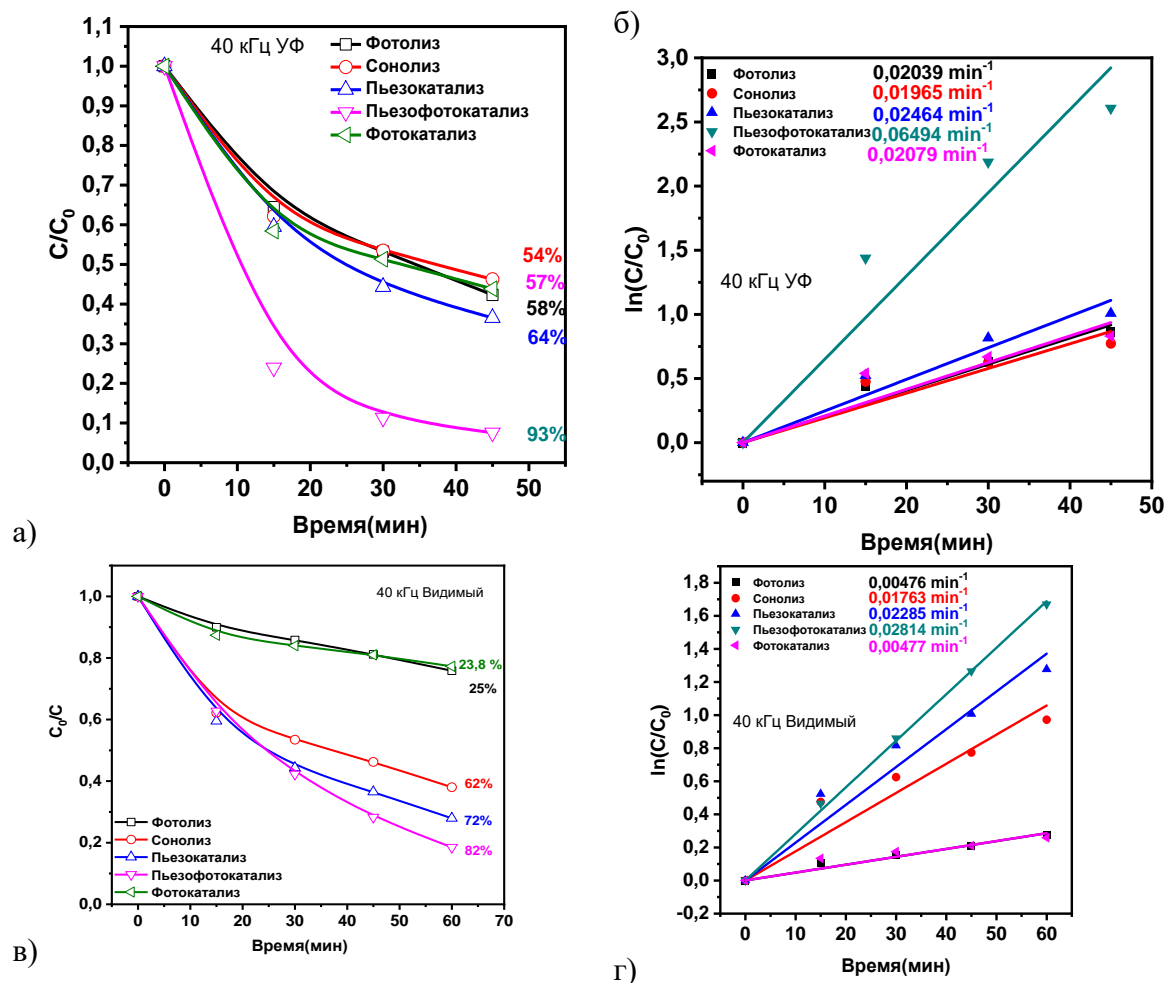 40 кГц УФ
Фотолиз
Сонолиз
Пьезокатализ
Пьезофотокатализ
Фотокатализ
1,1
1,0
0,9
0,8
0,7
0,6
0,5
0,4
0,3
0,2
0,1
0,0
C/C0
54%
57%
58%
64%
93%
0 10 20 30 40 50
Время(мин)
а)
б)
Фотолиз 0,02039 min-1
Сонолиз 0,01965 min-1
Пьезокатализ 0,02464 min-1
Пьезофотокатализ 0,06494 min-1
Фотокатализ 0,02079 min-1
3,0
2,5
2,0
1,5
1,0
0,5
0,0
ln(C/C0)
40 кГц УФ
0 10 20 30 40 50
Время(мин)
40 кГц Видимый
1,0
0,8
0,6
0,4
0,2
0,0
C0/C
23,8 %
25%
62%
72%
82%
Фотолиз
Сонолиз
Пьезокатализ
Пьезофотокатализ
Фотокатализ
0 10 20 30 40 50 60 70
Время(мин)
в)
Фотолиз 0,00476 min-1
Сонолиз 0,01763 min-1
Пьезокатализ 0,02285 min-1
Пьезофотокатализ 0,02814 min-1
Фотокатализ 0,00477 min-1
1,8
1,6
1,4
1,2
1,0
0,8
0,6
0,4
0,2
0,0
-0,2
ln(C/C0)
40 кГц Видимый
0 10 20 30 40 50 60
Время(мин)
г)